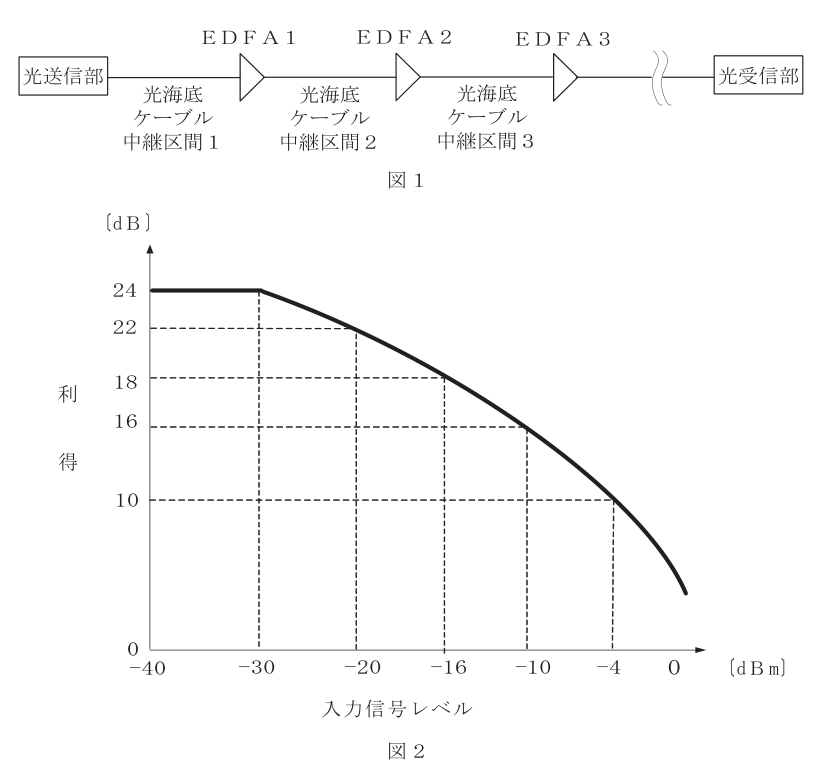 ＥＤＦＡ１ ＥＤＦＡ２ ＥＤＦＡ３
光送信部 光受信部
光海底
ケーブル
中継区間１
光海底
ケーブル
中継区間２
光海底
ケーブル
中継区間３
図１
〔dＢ〕
24
22
18
16
10
0
利得
−40 −30 −20 −16 −10 −4 0 〔dＢm〕
入力信号レベル
図２